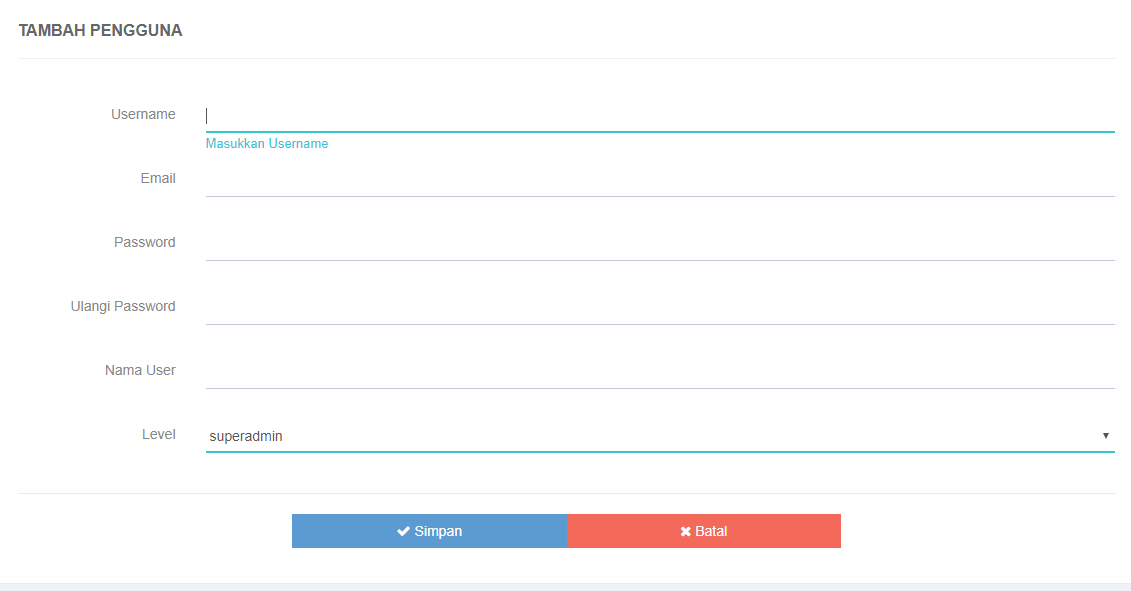 TAMBAH PENGGUNA
Username
Masukkan Username
Email
Password
Ulangi Password
Nama User
Level superadmin
Simpan Batal